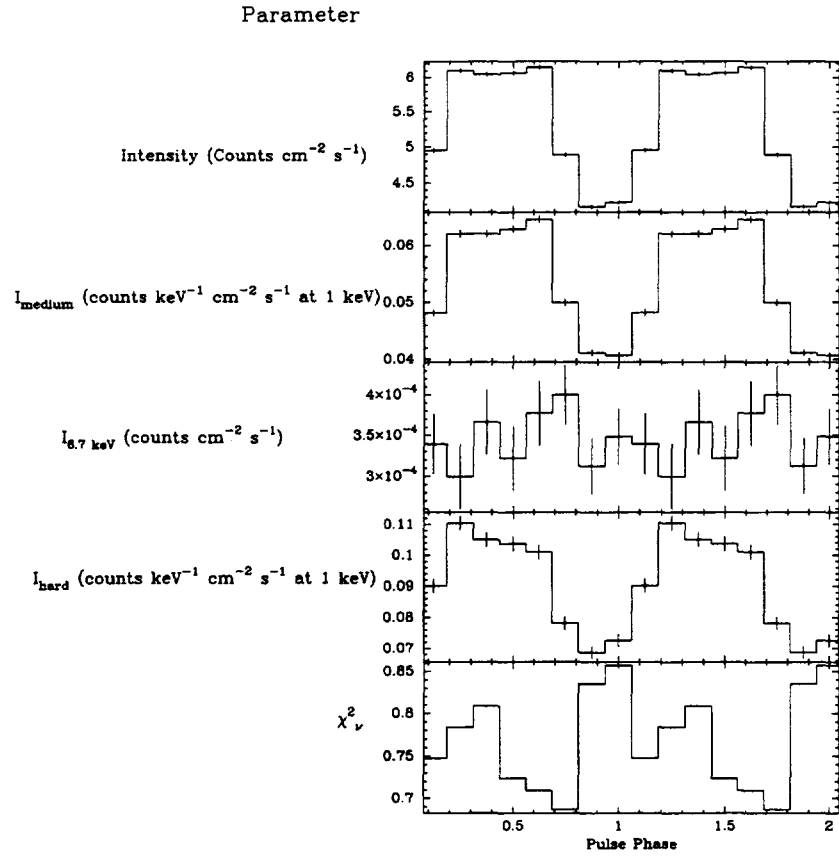 Parameter
Intensity (Counts cm⁻² s⁻¹)
6
5.5
5
4.5
I_medium (counts keV⁻¹ cm⁻² s⁻¹ at 1 keV)
0.06
0.05
0.04
I_6.7 keV (counts cm⁻² s⁻¹)
4×10⁻⁴
3.5×10⁻⁴
3×10⁻⁴
I_hard (counts keV⁻¹ cm⁻² s⁻¹ at 1 keV)
0.11
0.1
0.09
0.08
0.07
χ²_ν
0.85
0.8
0.75
0.7
0.5 1 1.5 2
Pulse Phase